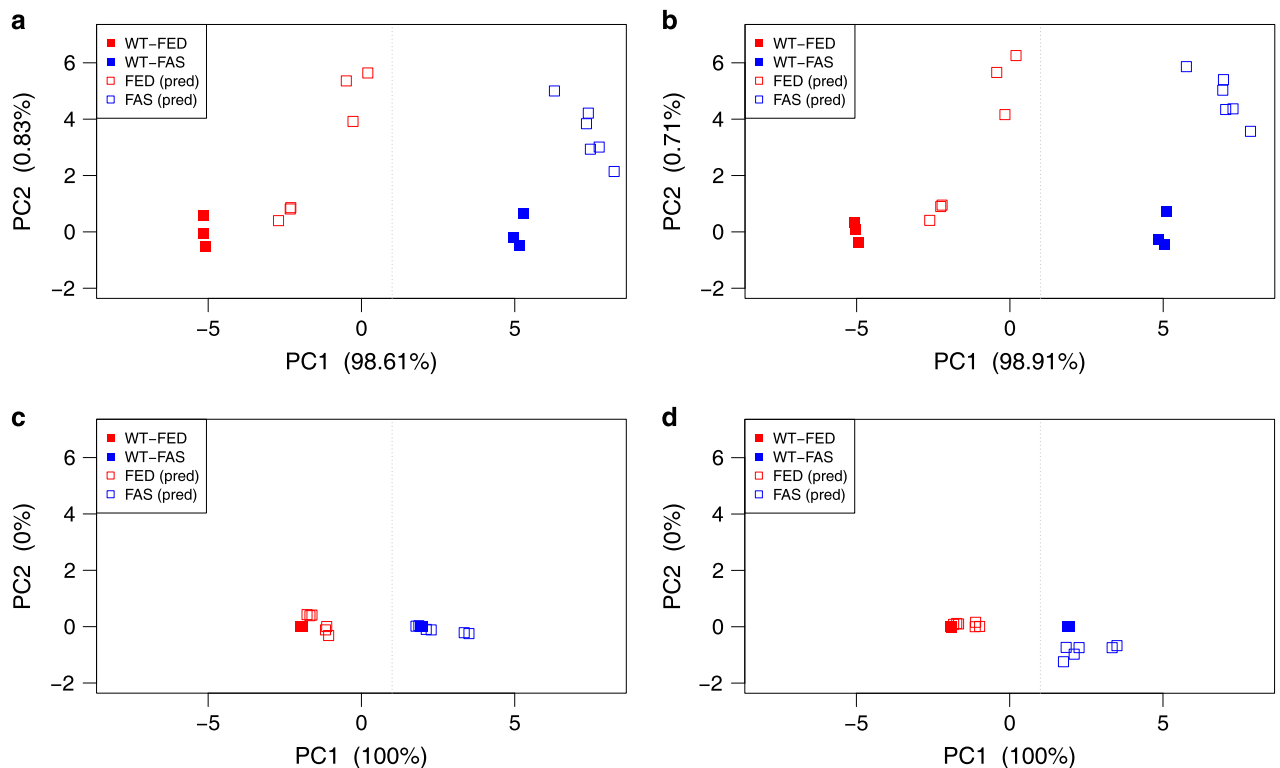 a
WT−FED
WT−FAS
FED (pred)
FAS (pred)
6
4
2
0
−2
PC2 (0.83%)
−5
0
5
PC1 (98.61%)
b
WT−FED
WT−FAS
FED (pred)
FAS (pred)
6
4
2
0
−2
PC2 (0.71%)
−5
0
5
PC1 (98.91%)
c
WT−FED
WT−FAS
FED (pred)
FAS (pred)
6
4
2
0
−2
PC2 (0%)
−5
0
5
PC1 (100%)
d
WT−FED
WT−FAS
FED (pred)
FAS (pred)
6
4
2
0
−2
PC2 (0%)
−5
0
5
PC1 (100%)